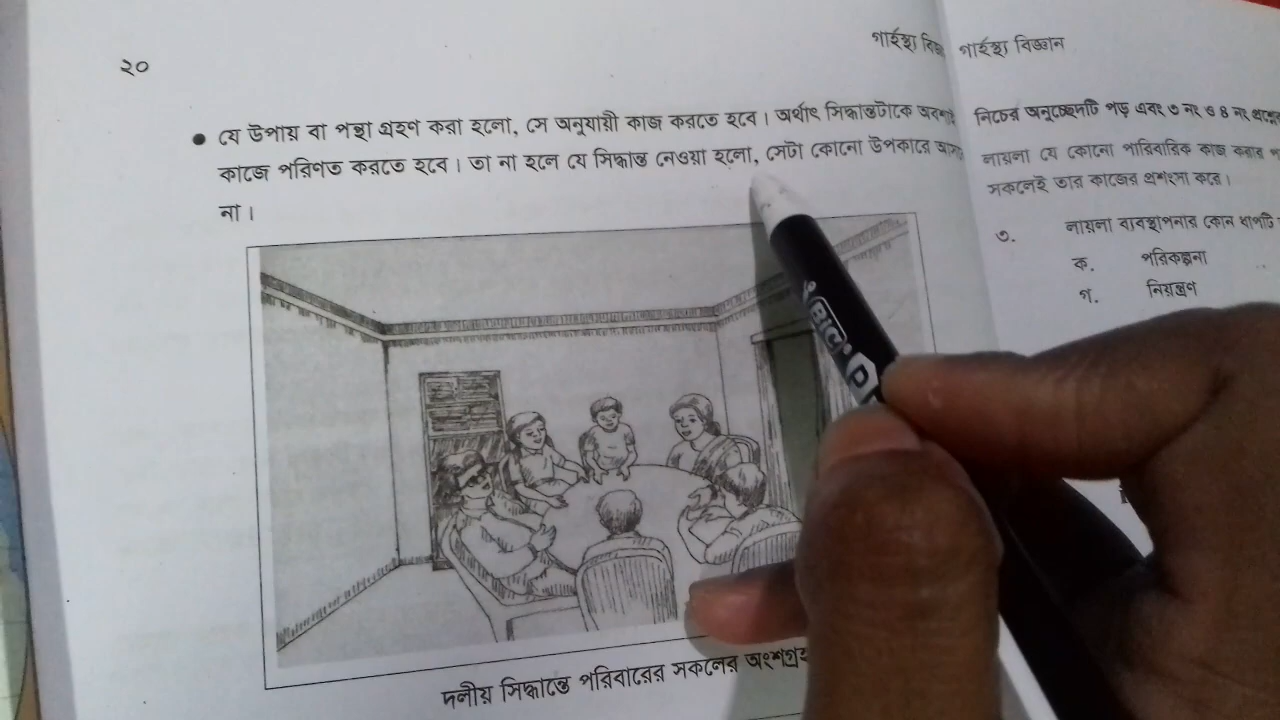 ২০
গার্হস্থ্য
● যে উপায় বা পন্থা গ্রহণ করা হলো, সে অনুযায়ী কাজ করতে হবে। অর্থাৎ সিদ্ধান্তটাকে
কাজে পরিণত করতে হবে। তা না হলে যে সিদ্ধান্ত নেওয়া হলো, সেটা কোনো উপকারে
না।
দলীয় সিদ্ধান্তে পরিবারের সকলের
গার্হস্থ্য বিজ্ঞান
নিচের অনুচ্ছেদটি পড় এবং ৩ নং ও ৪ নং
নায়না যে কোনো পারিবারিক কাজ করার
সকলেই তার কাজের প্রশংসা করে।
৩. নায়না ব্যবস্থাপনার কোন ধাপটি
ক. পরিকল্পনা
গ. নিয়ন্ত্রণ
BIC